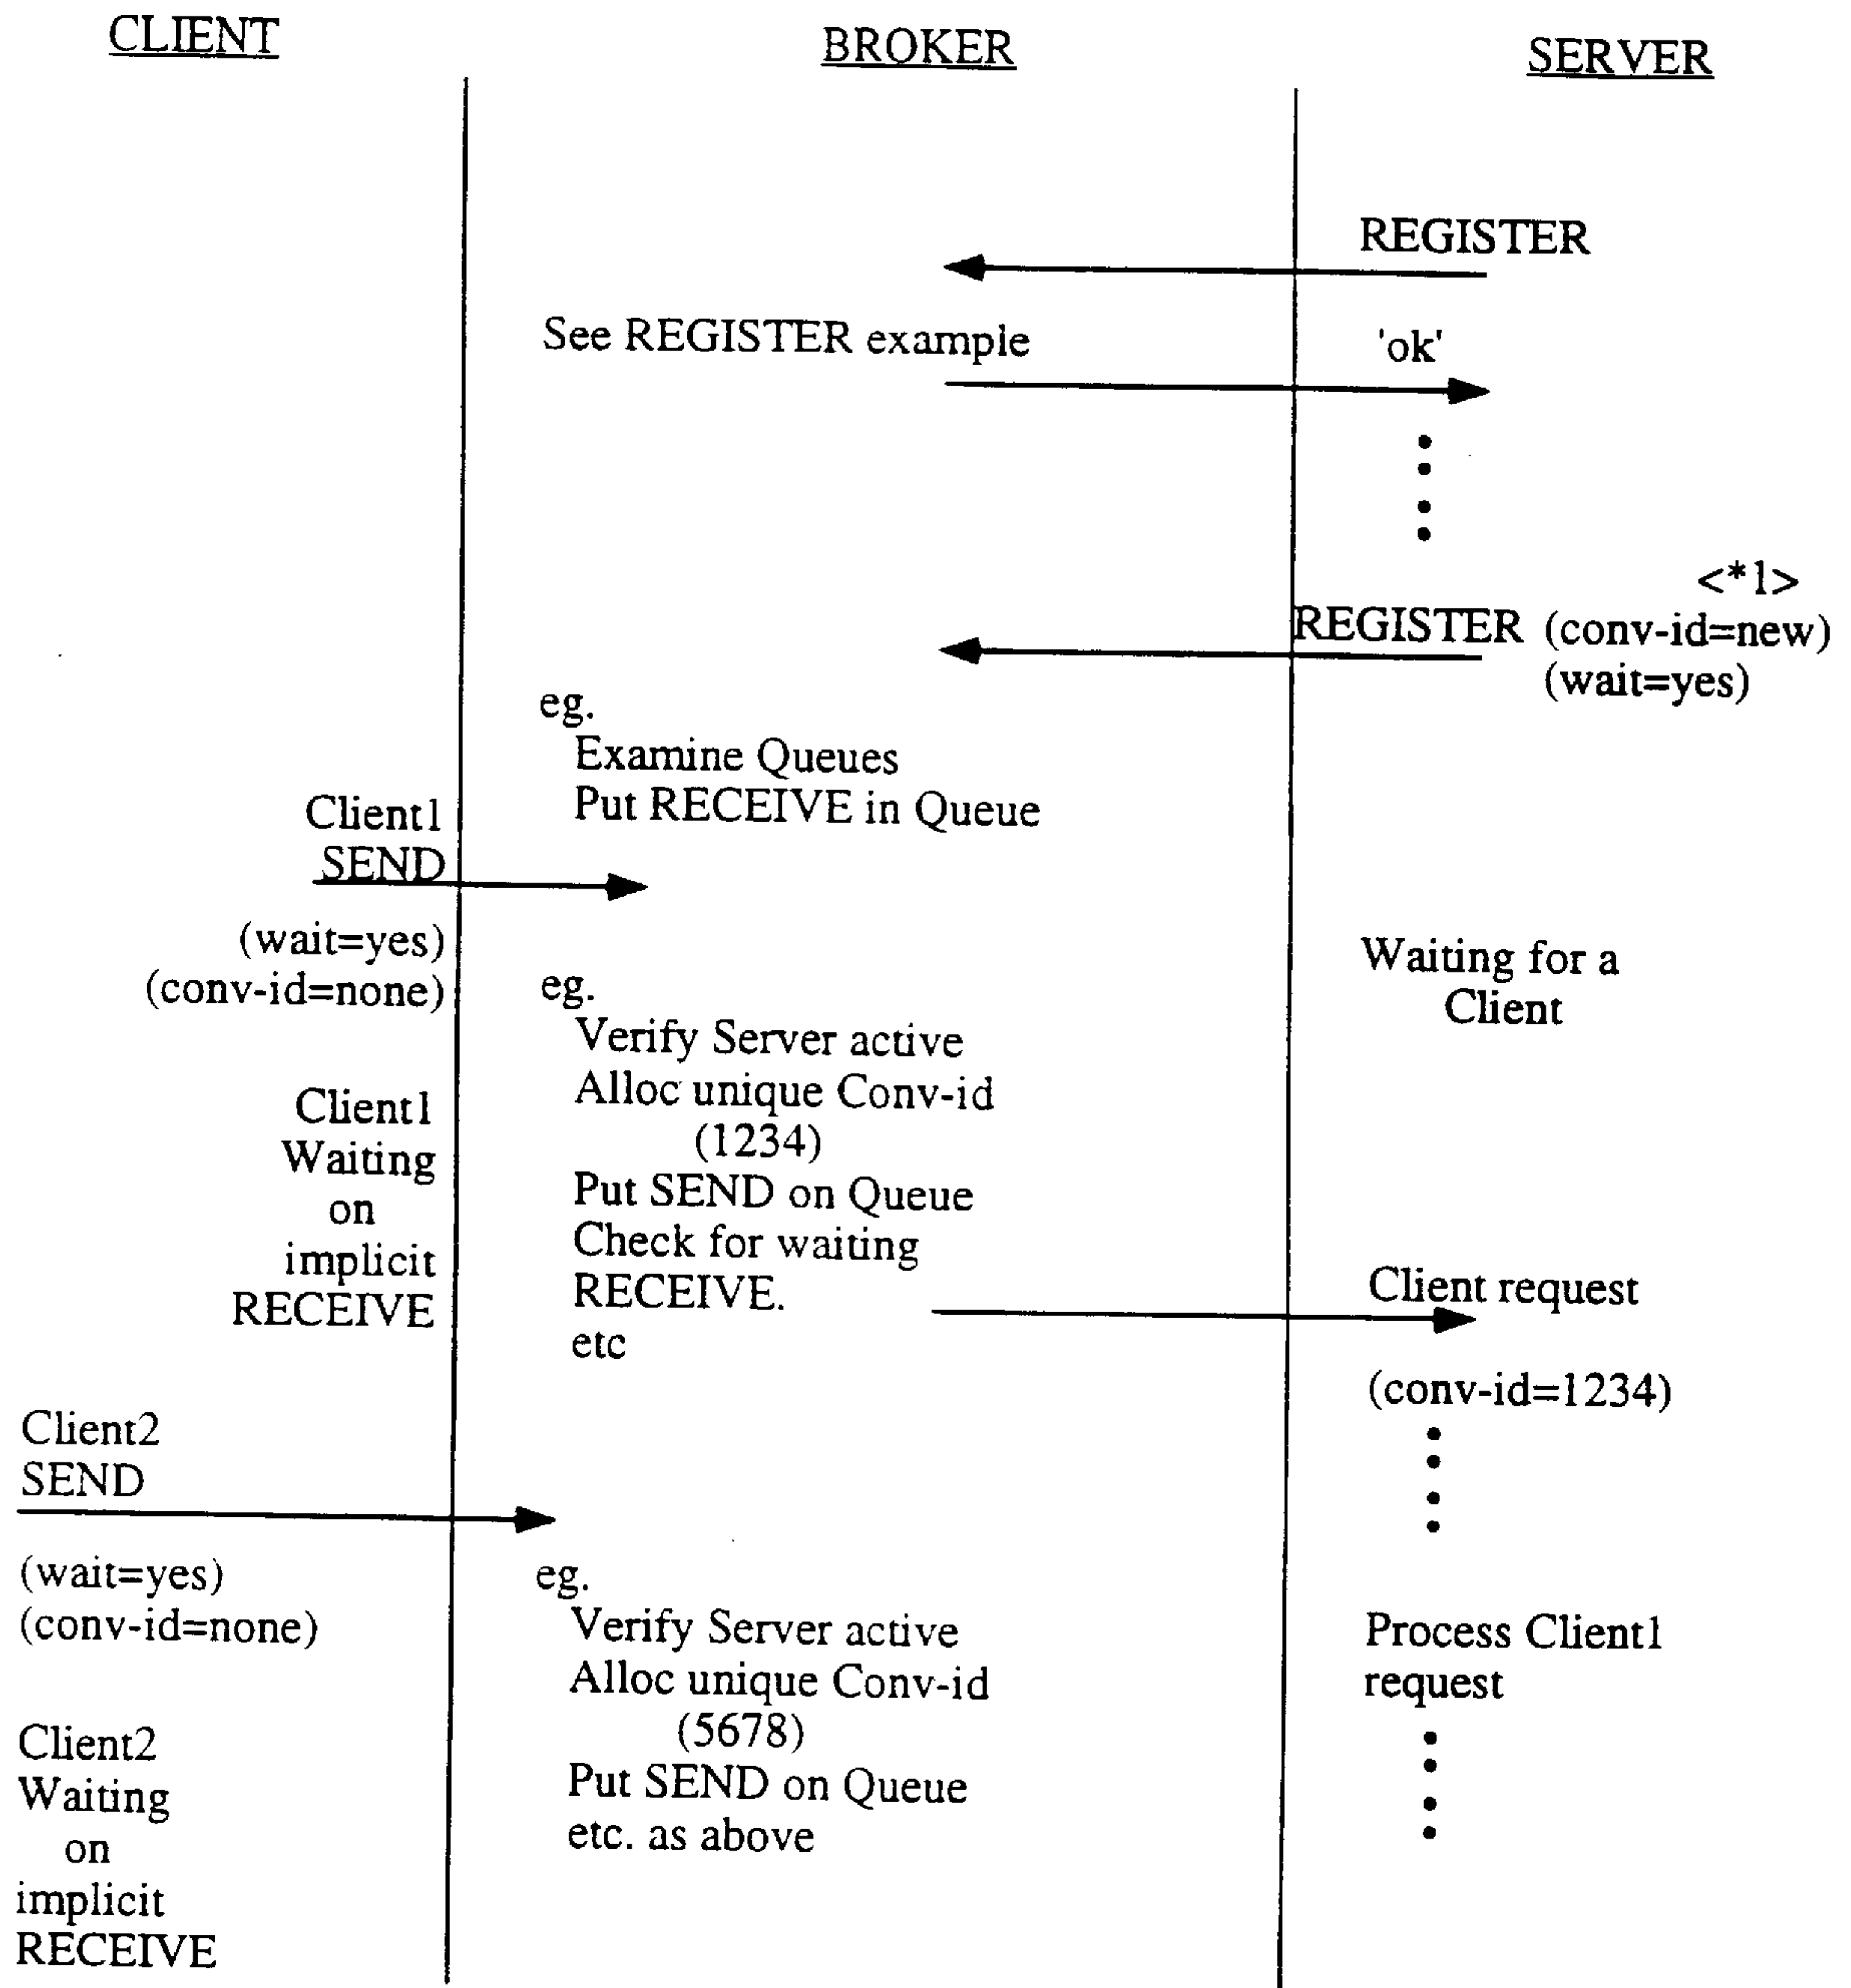 CLIENT
BROKER
SERVER
REGISTER
See REGISTER example
'ok'
<*1>
REGISTER (conv-id=new)
(wait=yes)
eg.
Examine Queues
Put RECEIVE in Queue
Client1
SEND
(wait=yes)
(conv-id=none)
Waiting for a
Client
eg.
Verify Server active
Alloc unique Conv-id
(1234)
Put SEND on Queue
Check for waiting
RECEIVE.
etc
Client1
Waiting
on
implicit
RECEIVE
Client request
(conv-id=1234)
Client2
SEND
(wait=yes)
(conv-id=none)
eg.
Verify Server active
Alloc unique Conv-id
(5678)
Put SEND on Queue
etc. as above
Process Client1
request
Client2
Waiting
on
implicit
RECEIVE